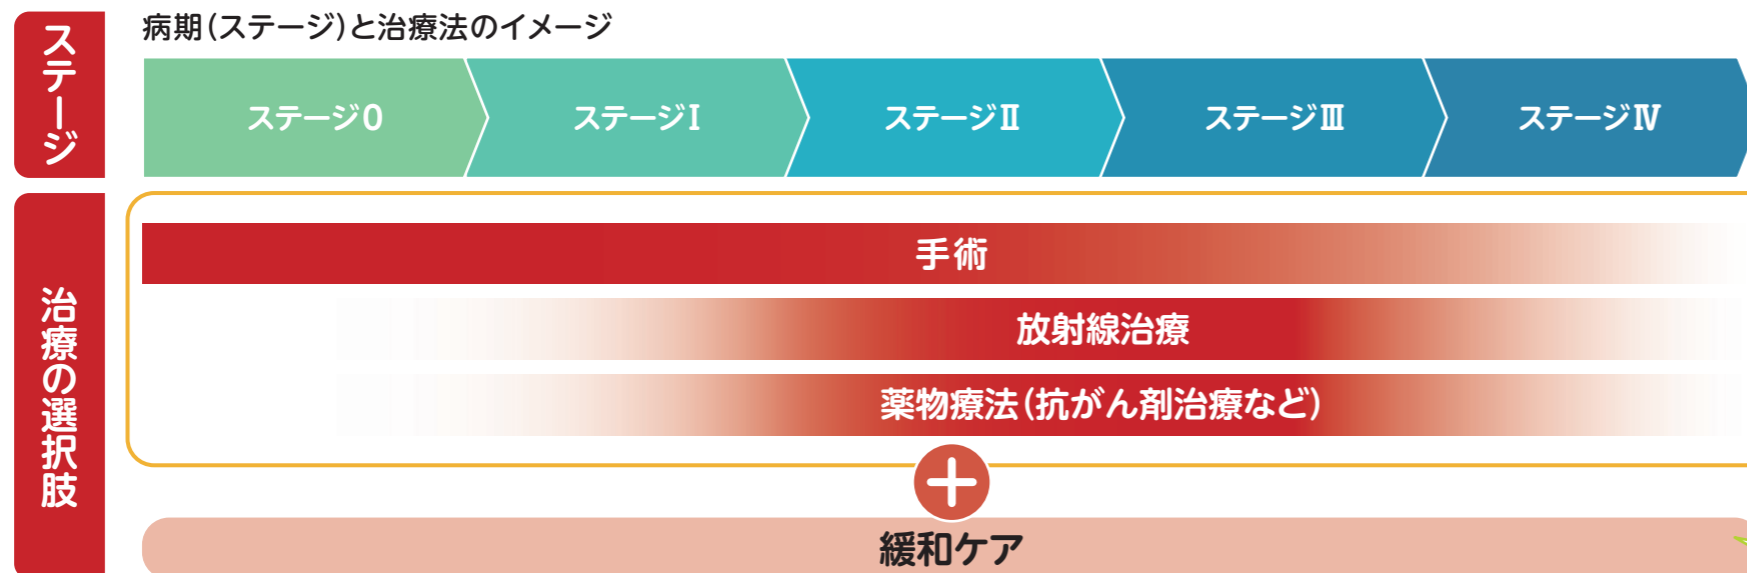 ステージ
病期(ステージ)と治療法のイメージ
ステージ0
ステージⅠ
ステージⅡ
ステージⅢ
ステージⅣ
治療の選択肢
手術
放射線治療
薬物療法(抗がん剤治療など)
+
緩和ケア